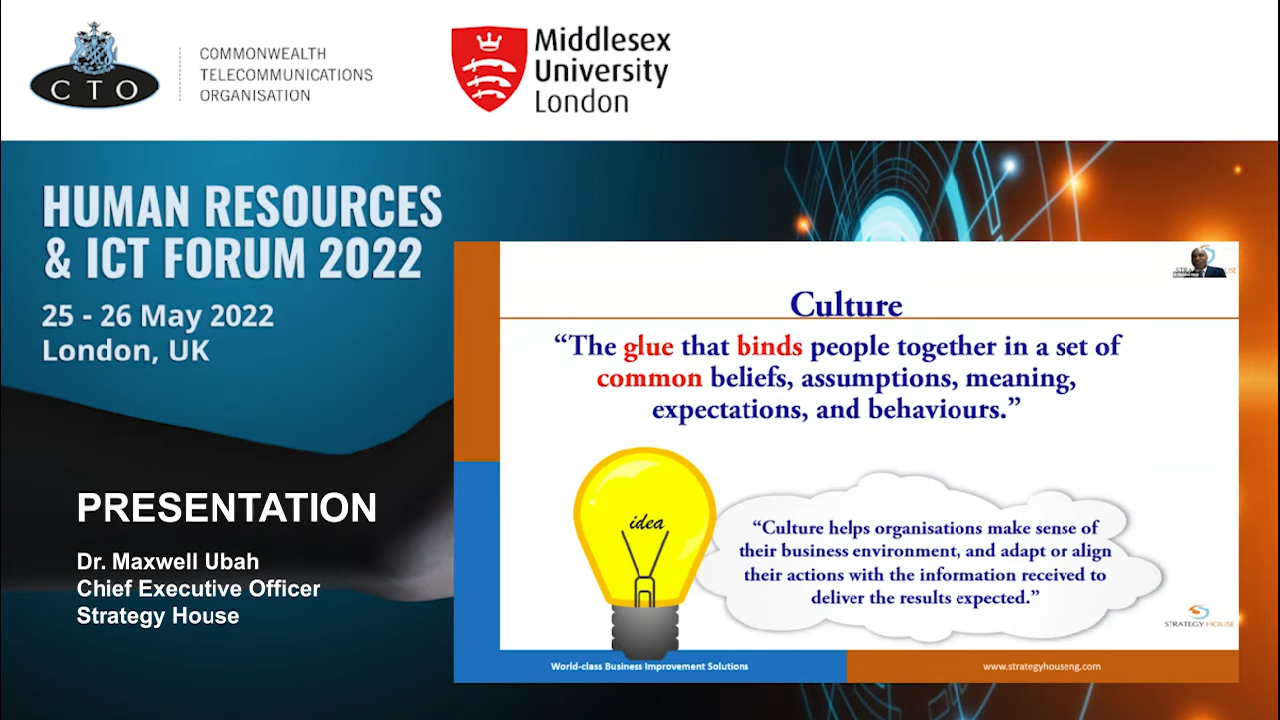 CTO
COMMONWEALTH
TELECOMMUNICATIONS
ORGANISATION
Middlesex
University
London
HUMAN RESOURCES
& ICT FORUM 2022
25 - 26 May 2022
London, UK
PRESENTATION
Dr. Maxwell Ubah
Chief Executive Officer
Strategy House
Culture
“The glue that binds people together in a set of
common beliefs, assumptions, meaning,
expectations, and behaviours.”
idea
“Culture helps organisations make sense of
their business environment, and adapt or align
their actions with the information received to
deliver the results expected.”
STRATEGY HOUSE
World-class Business Improvement Solutions
www.strategyhouseng.com